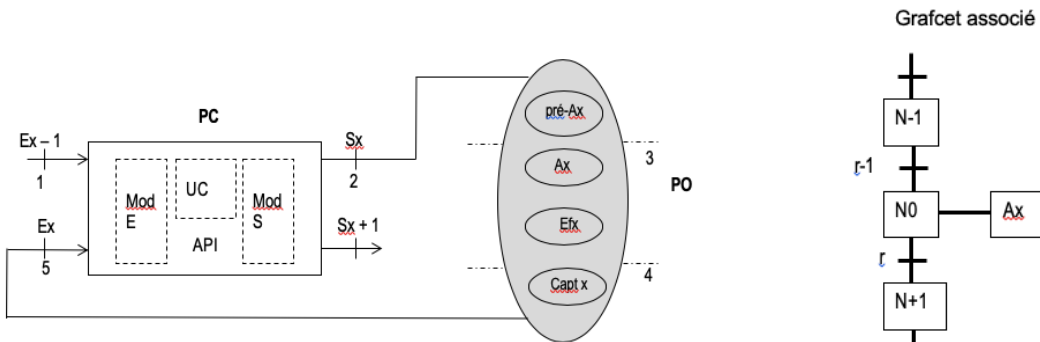 Grafcet associé
PC
Ex – 1
1
Sx
2
Mod
E
UC
Mod
S
API
Ex
5
Sx + 1
pré-Ax
Ax
Efx
Capt x
3
PO
4
N-1
r-1
N0
Ax
r
N+1